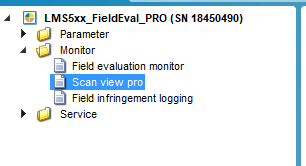 LMS5xx_FieldEval_PRO (SN 18450490)
Parameter
Monitor
Field evaluation monitor
Scan view pro
Field infringement logging
Service